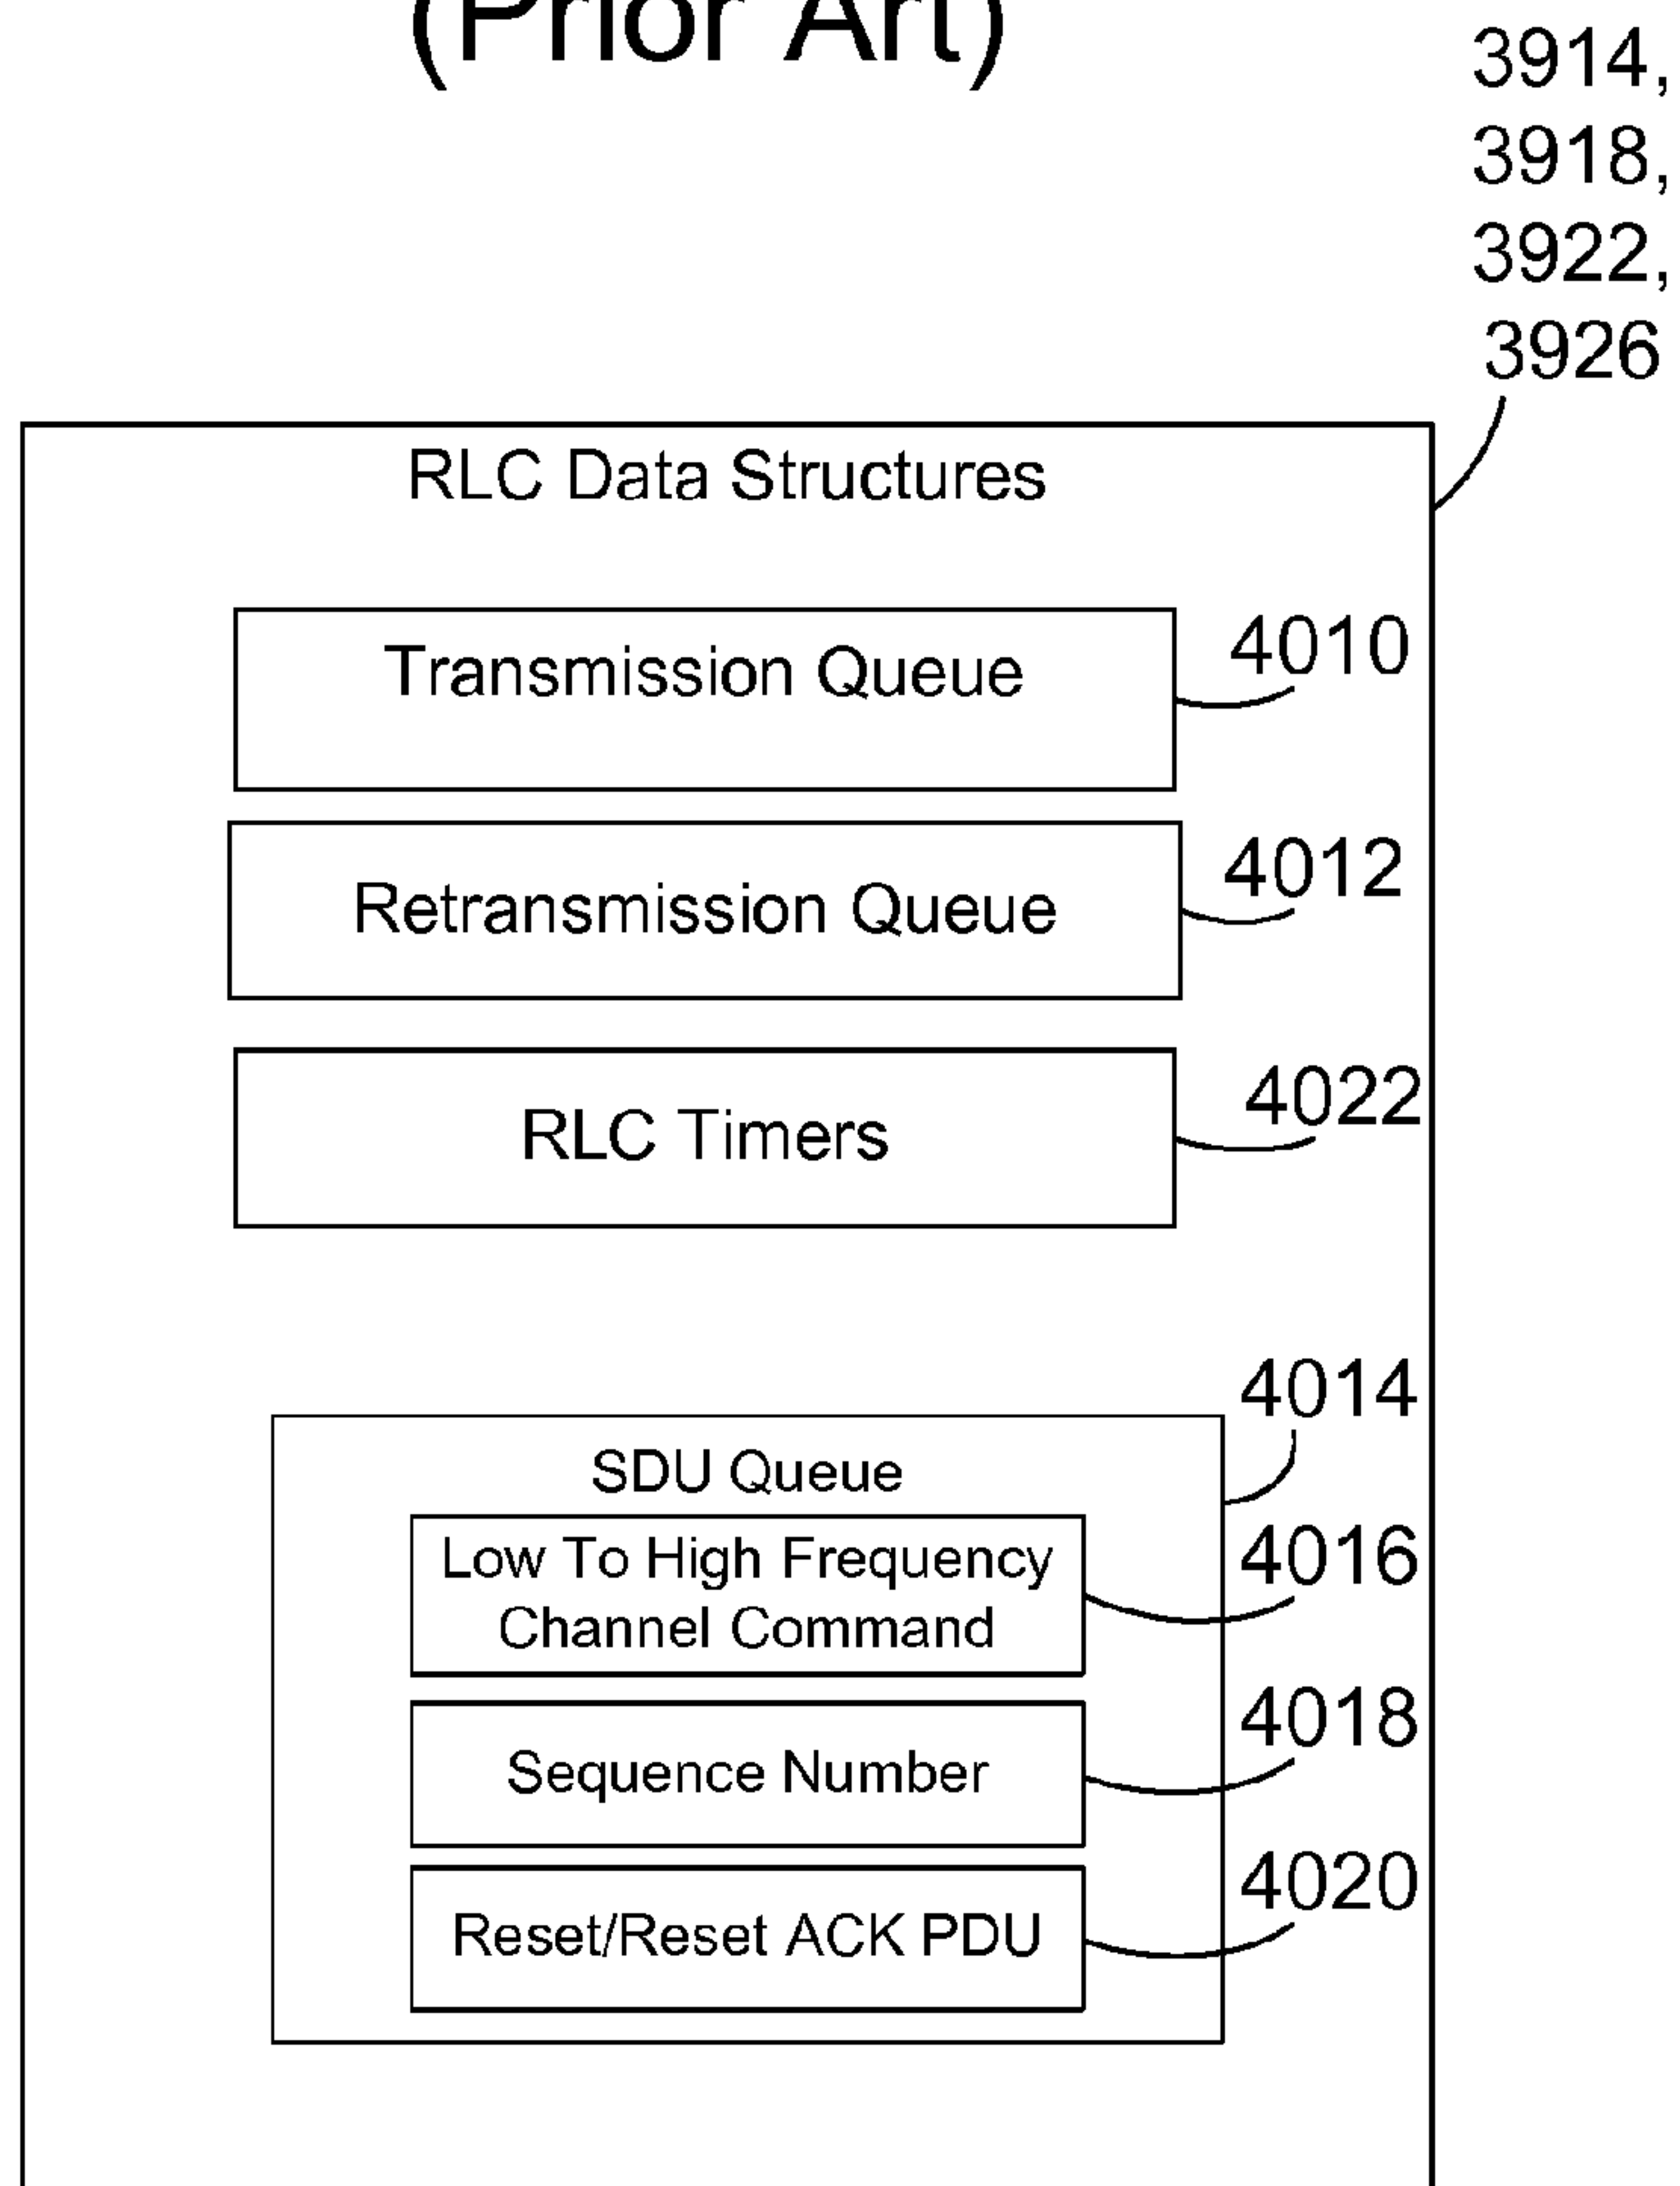 (Prior Art)
3914,
3918,
3922,
3926
RLC Data Structures
Transmission Queue
4010
Retransmission Queue
4012
RLC Timers
4022
4014
SDU Queue
Low To High Frequency
Channel Command
4016
Sequence Number
4018
Reset/Reset ACK PDU
4020